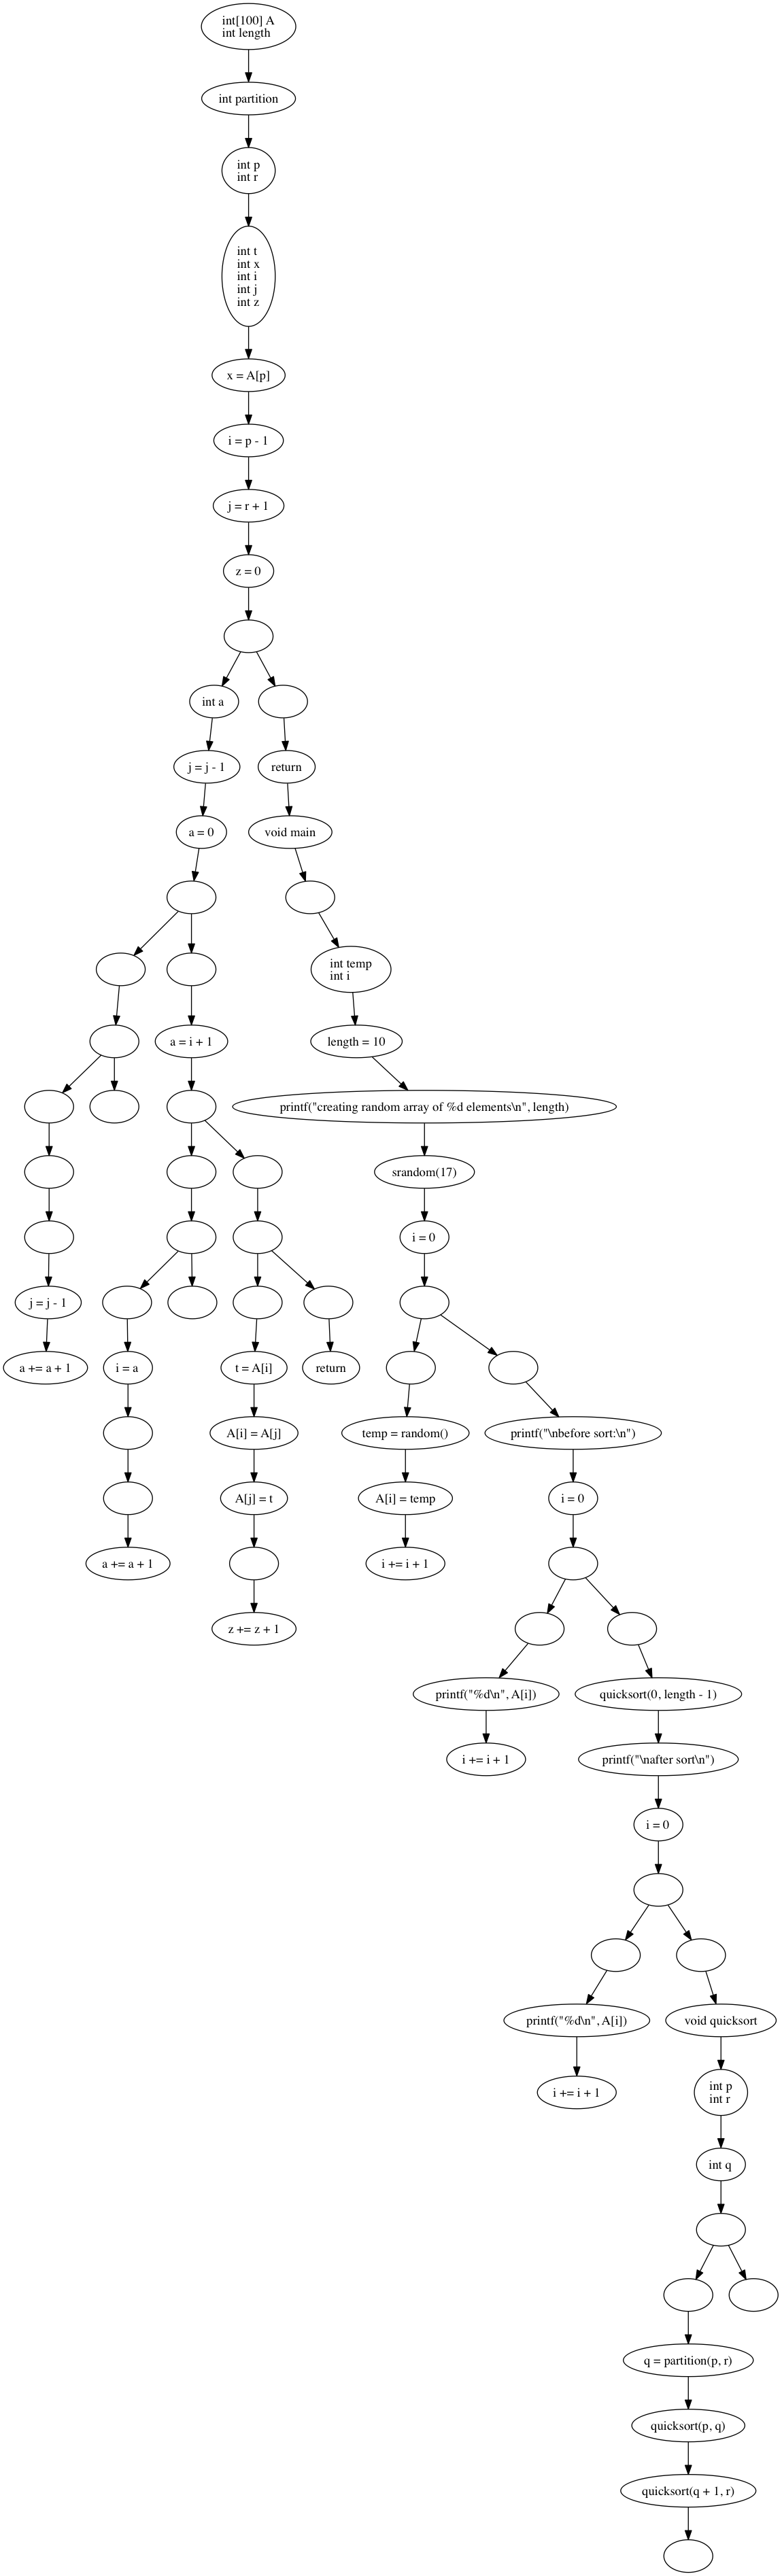 int[100] A
int length
int partition
int p
int r
int t
int x
int i
int j
int z
x = A[p]
i = p - 1
j = r + 1
z = 0
int a
j = j - 1
return
a = 0
void main
int temp
int i
a = i + 1
length = 10
printf("creating random array of %d elements\n", length)
srandom(17)
i = 0
j = j - 1
a += a + 1
i = a
t = A[i]
return
A[i] = A[j]
temp = random()
printf("\nbefore sort:\n")
A[j] = t
A[i] = temp
i = 0
a += a + 1
i += i + 1
z += z + 1
printf("%d\n", A[i])
quicksort(0, length - 1)
i += i + 1
printf("\nafter sort\n")
i = 0
printf("%d\n", A[i])
void quicksort
i += i + 1
int p
int r
int q
q = partition(p, r)
quicksort(p, q)
quicksort(q + 1, r)